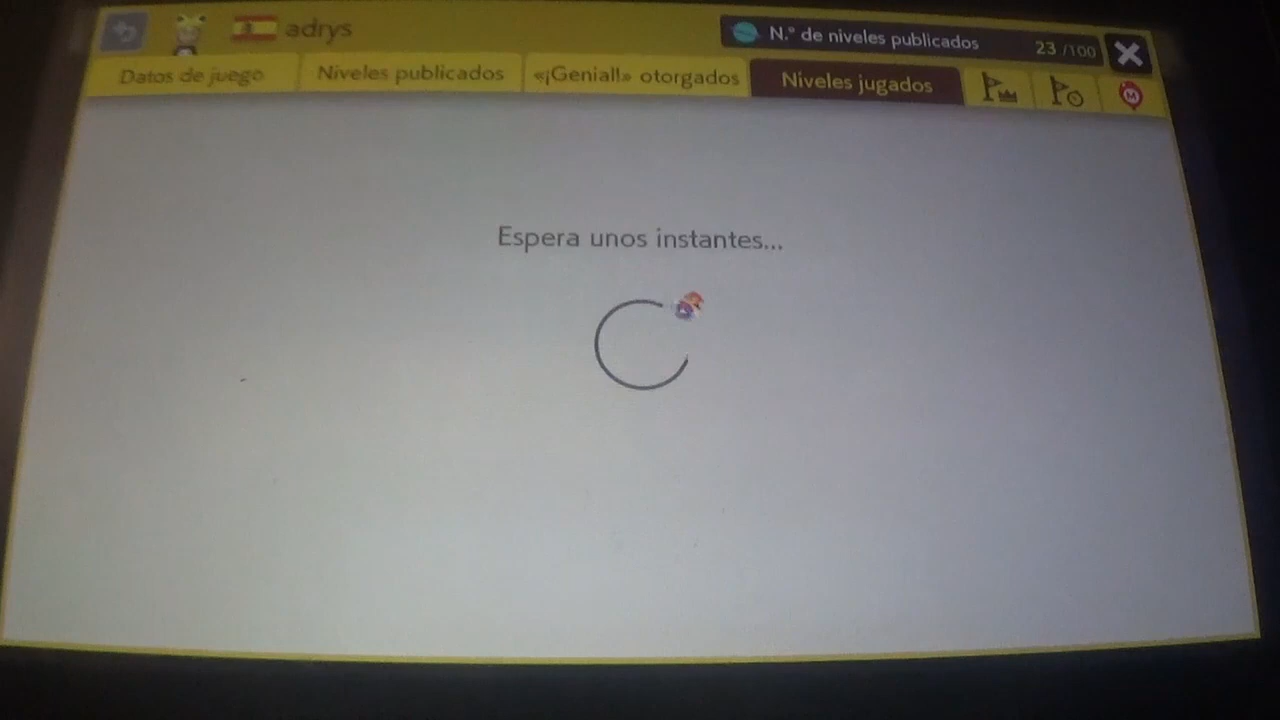 adrys
N.º de niveles publicados 23 /100
Datos de juego
Niveles publicados
«¡Genial!» otorgados
Niveles jugados
M
Espera unos instantes...